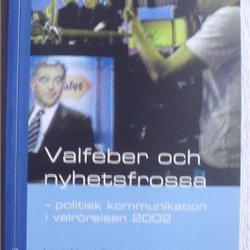 Valfeber och
nyhetsfrossa
– politisk kommunikation
i valrörelsen 2002